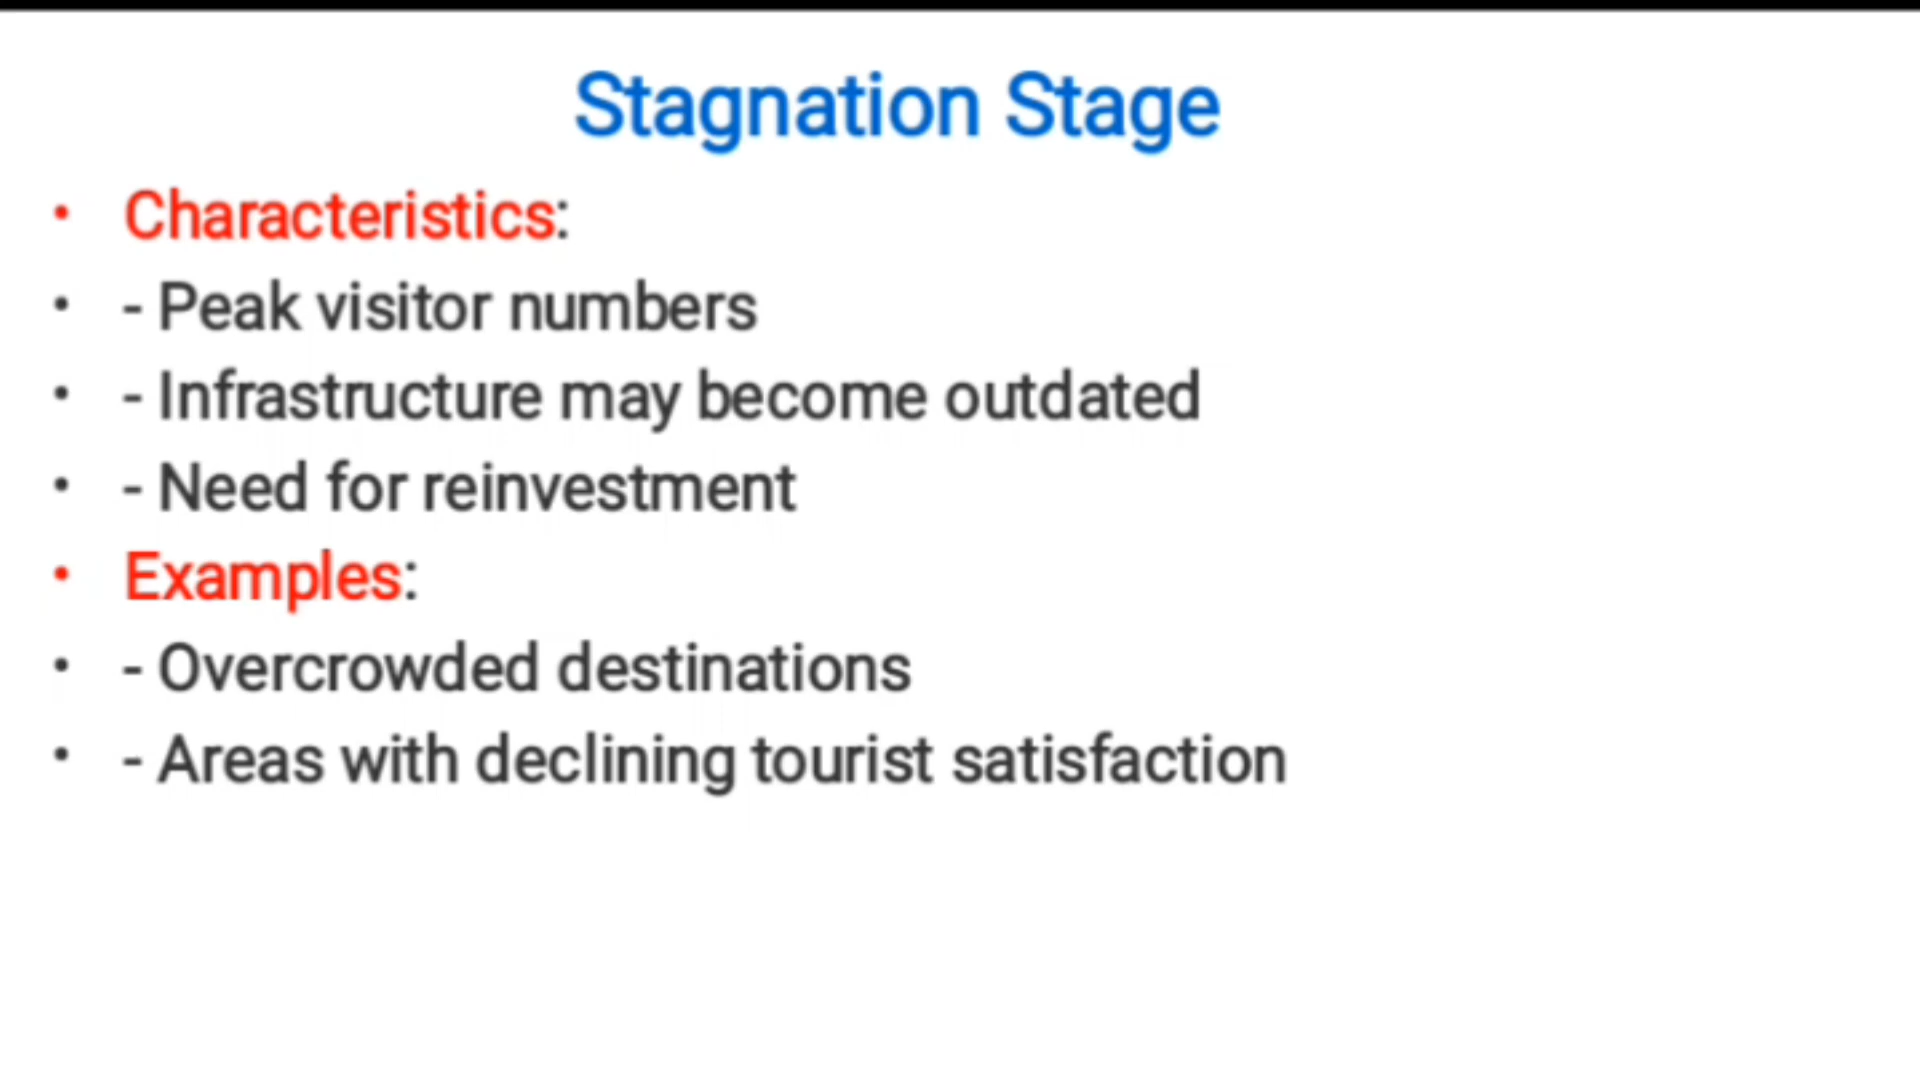 Stagnation Stage
• Characteristics:
• - Peak visitor numbers
• - Infrastructure may become outdated
• - Need for reinvestment
• Examples:
• - Overcrowded destinations
• - Areas with declining tourist satisfaction